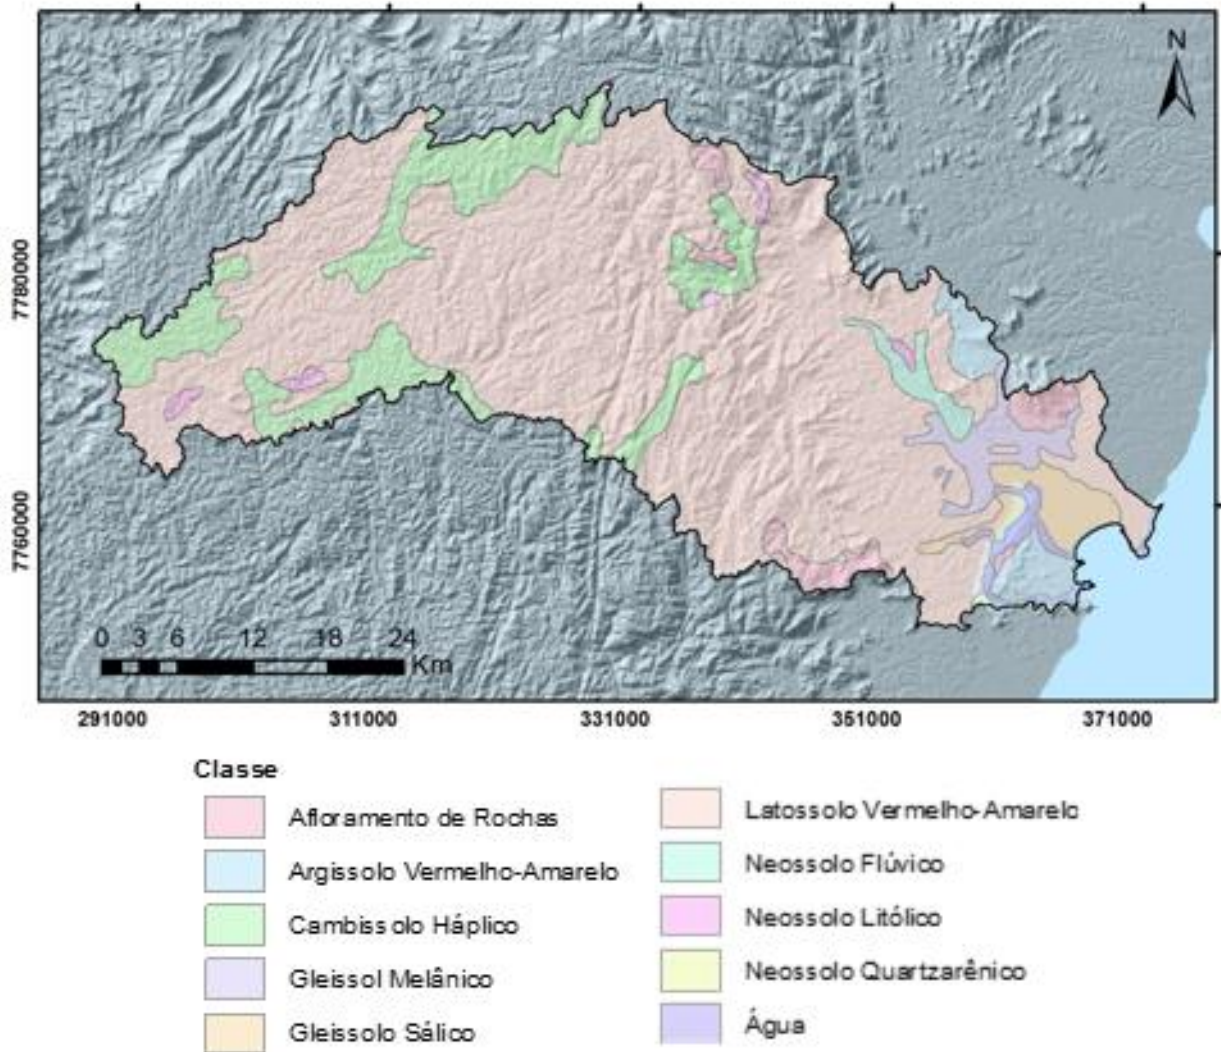 N
7780000
7760000
0 3 6 12 18 24
Km
291000 311000 331000 351000 371000
Classe
Afloramento de Rochas
Argissolo Vermelho-Amarelo
Cambissolo Háplico
Gleissol Melânico
Gleissolo Sálico
Latossolo Vermelho-Amarelo
Neossolo Flúvico
Neossolo Litólico
Neossolo Quartzarênico
Água